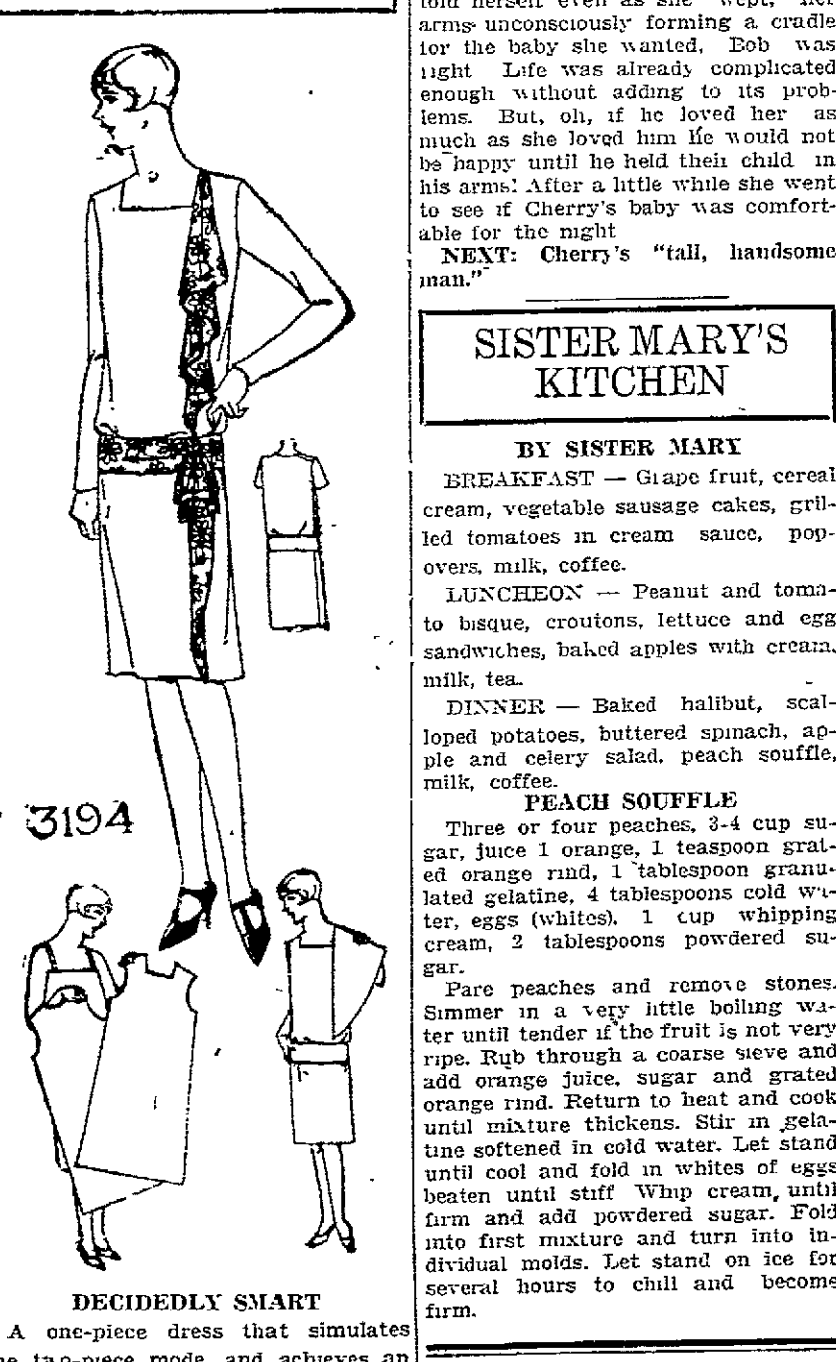 3194
DECIDEDLY SMART
A one-piece dress that simulates
mode and achieves an
told herself even as she wept, her
arms unconsciously forming a cradle
for the baby she wanted, Bob was
right Life was already complicated
enough without adding to its prob-
lems. But, oh, if he loved her as
much as she loved him he would not
be happy until he held their child in
his arms! After a little while she went
to see if Cherry's baby was comfort-
able for the night
NEXT: Cherry's "tall, handsome
man."
SISTER MARY'S
KITCHEN
BY SISTER MARY
BREAKFAST — Grape fruit, cereal
cream, vegetable sausage cakes, gril-
led tomatoes in cream sauce, pop-
overs, milk, coffee.
LUNCHEON — Peanut and toma-
to bisque, croutons, lettuce and egg
sandwiches, baked apples with cream,
milk, tea.
DINNER — Baked halibut, scal-
loped potatoes, buttered spinach, ap-
ple and celery salad, peach souffle,
milk, coffee.
PEACH SOUFFLE
Three or four peaches, 3-4 cup su-
gar, juice 1 orange, 1 teaspoon grat-
ed orange rind, 1 tablespoon granu-
lated gelatine, 4 tablespoons cold wa-
ter, eggs (whites), 1 cup whipping
cream, 2 tablespoons powdered su-
gar.
Pare peaches and remove stones.
Simmer in a very little boiling wa-
ter until tender if the fruit is not very
ripe. Rub through a coarse sieve and
add orange juice, sugar and grated
orange rind. Return to heat and cook
until mixture thickens. Stir in gela-
tine softened in cold water. Let stand
until cool and fold in whites of eggs
beaten until stiff Whip cream, until
firm and add powdered sugar. Fold
into first mixture and turn into in-
dividual molds. Let stand on ice for
several hours to chill and become
firm.